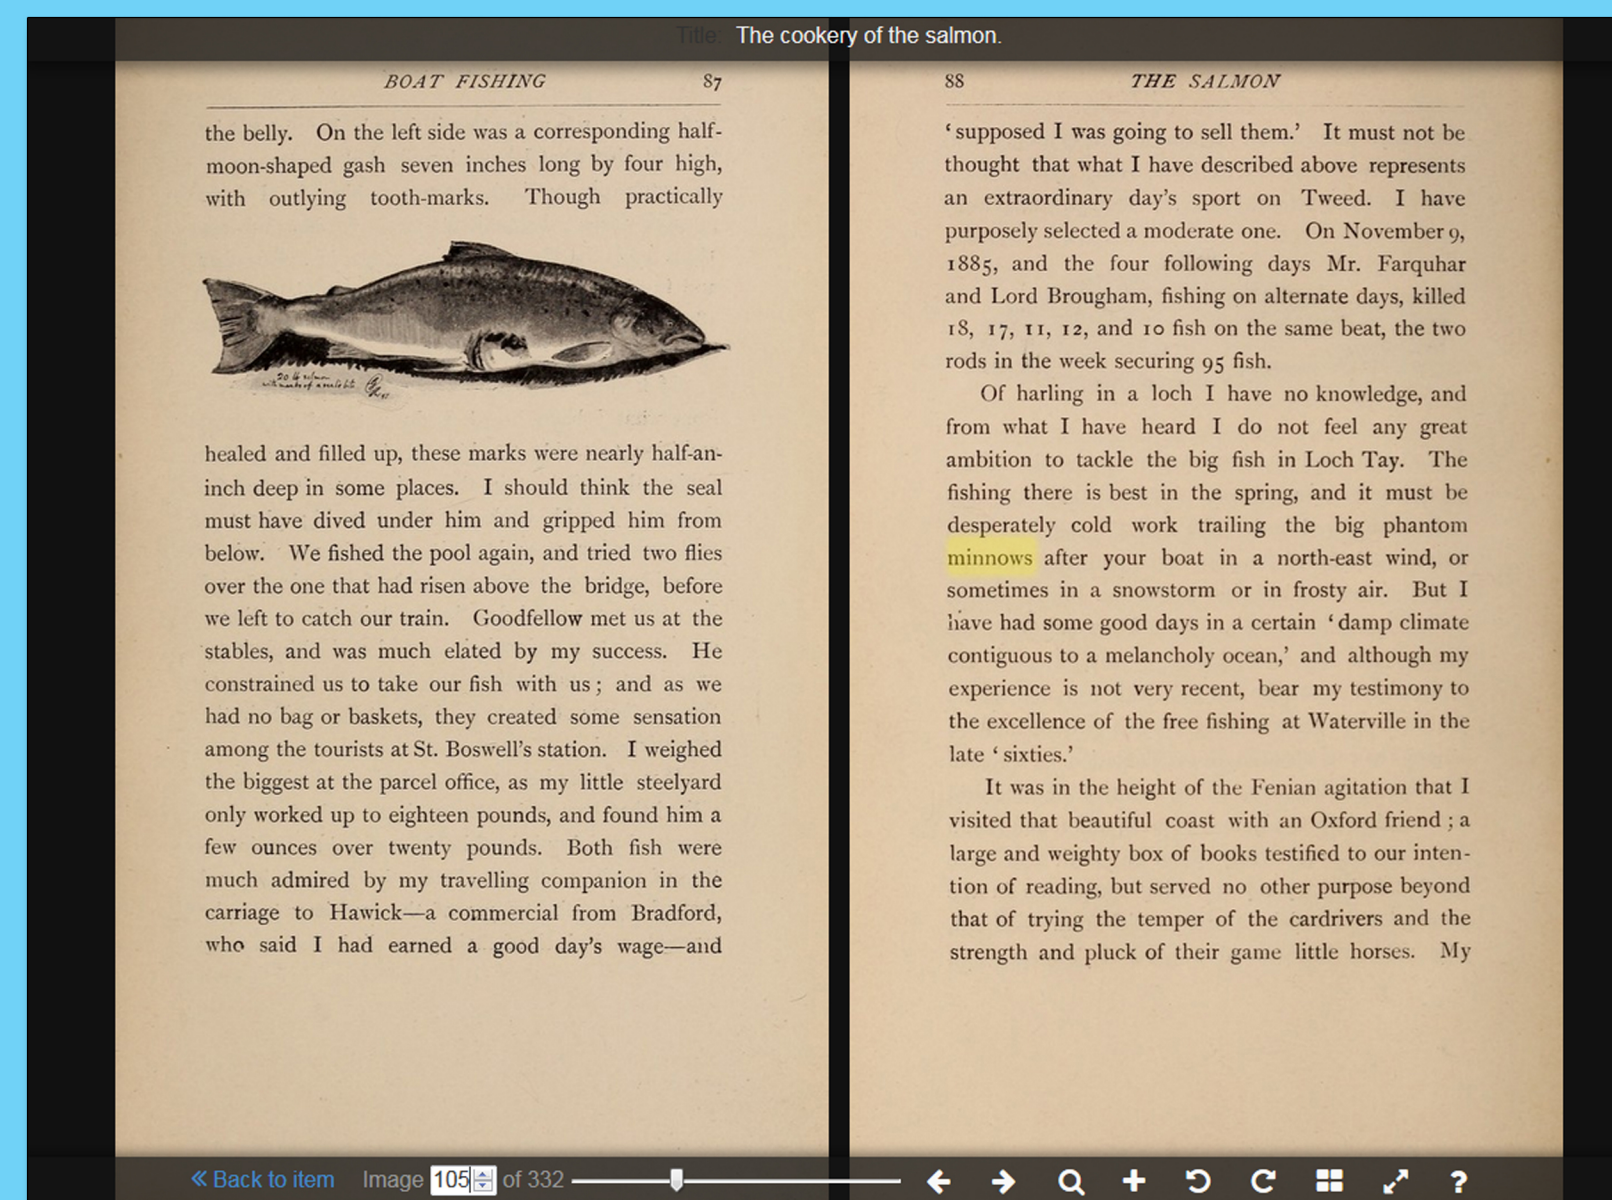 Title: The cookery of the salmon.
BOAT FISHING 87
the belly. On the left side was a corresponding half-
moon-shaped gash seven inches long by four high,
with outlying tooth-marks. Though practically
20 lb salmon
with marks of a seal's bite
healed and filled up, these marks were nearly half-an-
inch deep in some places. I should think the seal
must have dived under him and gripped him from
below. We fished the pool again, and tried two flies
over the one that had risen above the bridge, before
we left to catch our train. Goodfellow met us at the
stables, and was much elated by my success. He
constrained us to take our fish with us; and as we
had no bag or baskets, they created some sensation
among the tourists at St. Boswell's station. I weighed
the biggest at the parcel office, as my little steelyard
only worked up to eighteen pounds, and found him a
few ounces over twenty pounds. Both fish were
much admired by my travelling companion in the
carriage to Hawick—a commercial from Bradford,
who said I had earned a good day's wage—and
88 THE SALMON
‘supposed I was going to sell them.’ It must not be
thought that what I have described above represents
an extraordinary day's sport on Tweed. I have
purposely selected a moderate one. On November 9,
1885, and the four following days Mr. Farquhar
and Lord Brougham, fishing on alternate days, killed
18, 17, 11, 12, and 10 fish on the same beat, the two
rods in the week securing 95 fish.
Of harling in a loch I have no knowledge, and
from what I have heard I do not feel any great
ambition to tackle the big fish in Loch Tay. The
fishing there is best in the spring, and it must be
desperately cold work trailing the big phantom
minnows after your boat in a north-east wind, or
sometimes in a snowstorm or in frosty air. But I
have had some good days in a certain ‘damp climate
contiguous to a melancholy ocean,’ and although my
experience is not very recent, bear my testimony to
the excellence of the free fishing at Waterville in the
late ‘sixties.’
It was in the height of the Fenian agitation that I
visited that beautiful coast with an Oxford friend; a
large and weighty box of books testified to our inten-
tion of reading, but served no other purpose beyond
that of trying the temper of the cardrivers and the
strength and pluck of their game little horses. My
« Back to item Image 105 of 332 ?